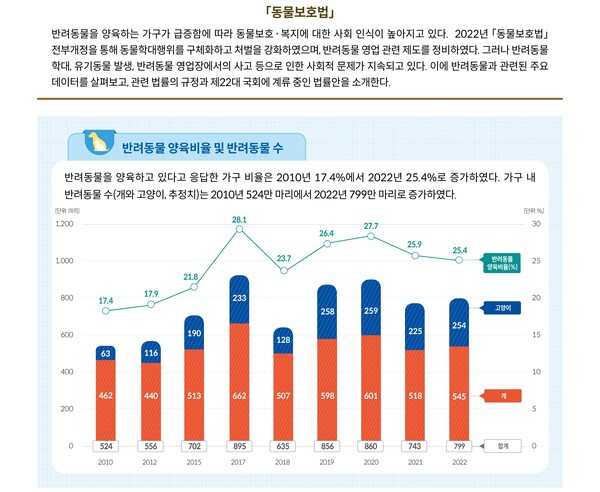 「동물보호법」
반려동물을 양육하는 가구가 급증함에 따라 동물보호·복지에 대한 사회 인식이 높아지고 있다. 2022년 「동물보호법」
전부개정을 통해 동물학대행위를 구체화하고 처벌을 강화하였으며, 반려동물 영업 관련 제도를 정비하였다. 그러나 반려동물
학대, 유기동물 발생, 반려동물 영업장에서의 사고 등으로 인한 사회적 문제가 지속되고 있다. 이에 반려동물과 관련된 주요
데이터를 살펴보고, 관련 법률의 규정과 제22대 국회에 계류 중인 법률안을 소개한다.
반려동물 양육비율 및 반려동물 수
반려동물을 양육하고 있다고 응답한 가구 비율은 2010년 17.4%에서 2022년 25.4%로 증가하였다. 가구 내
반려동물 수(개와 고양이, 추정치)는 2010년 524만 마리에서 2022년 799만 마리로 증가하였다.
(단위 마리) (단위 %)
1,200 30
1,000 25
800 20
600 15
400 10
200 5
0 0
17.4 17.9 21.8 28.1 23.7 26.4 27.7 25.9 25.4
반려동물
양육비율(%)
63 116 190 233 128 258 259 225 254 고양이
462 440 513 662 507 598 601 518 545 개
524 556 702 895 635 856 860 743 799 합계
2010 2012 2015 2017 2018 2019 2020 2021 2022